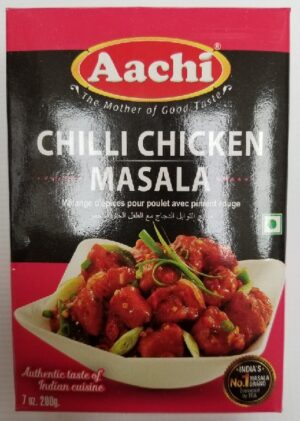 Aachi®
The Mother of Good Taste
CHILLI CHICKEN
MASALA
Mélange d'épices pour poulet avec piment rouge
Authentic taste of
Indian cuisine
7 oz. 200g.
INDIA'S
No.1 MASALA
BRAND